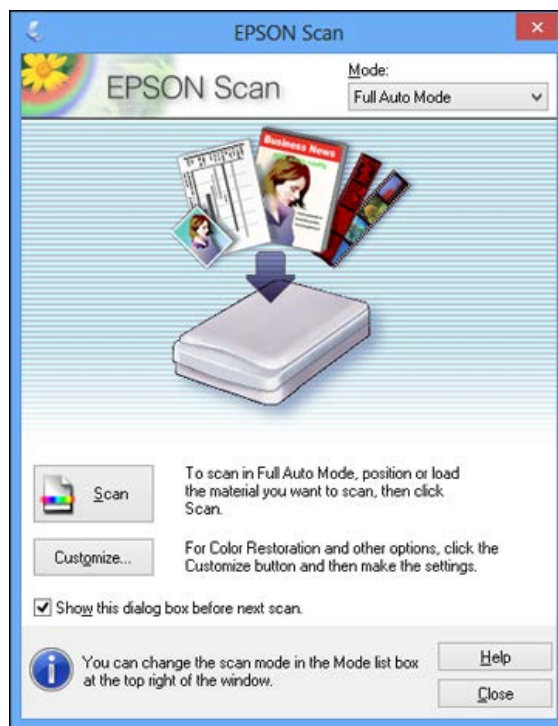 EPSON Scan
EPSON Scan
Mode:
Full Auto Mode
Business News
Scan
To scan in Full Auto Mode, position or load
the material you want to scan, then click
Scan.
Customize...
For Color Restoration and other options, click the
Customize button and then make the settings.
Show this dialog box before next scan.
You can change the scan mode in the Mode list box
at the top right of the window.
Help
Close